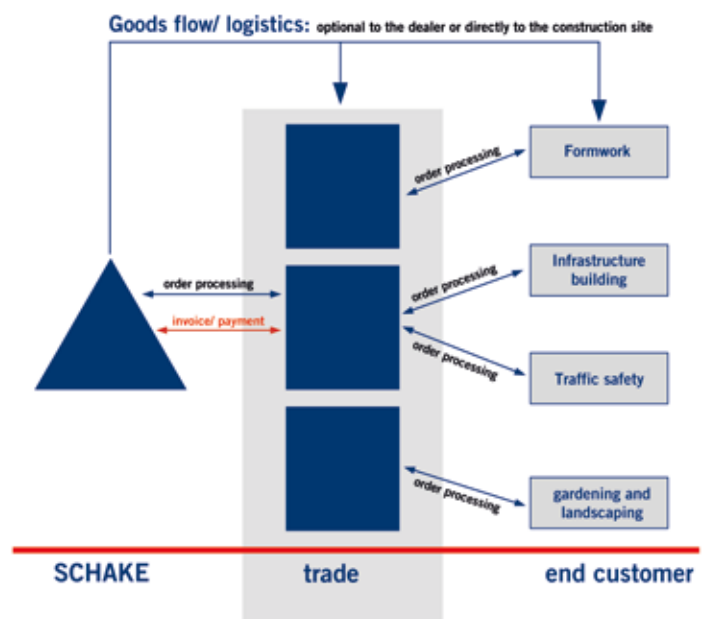 Goods flow/ logistics: optional to the dealer or directly to the construction site
order processing
Formwork
order processing
invoice/ payment
order processing
Infrastructure
building
order processing
Traffic safety
order processing
gardening and
landscaping
SCHAKE
trade
end customer